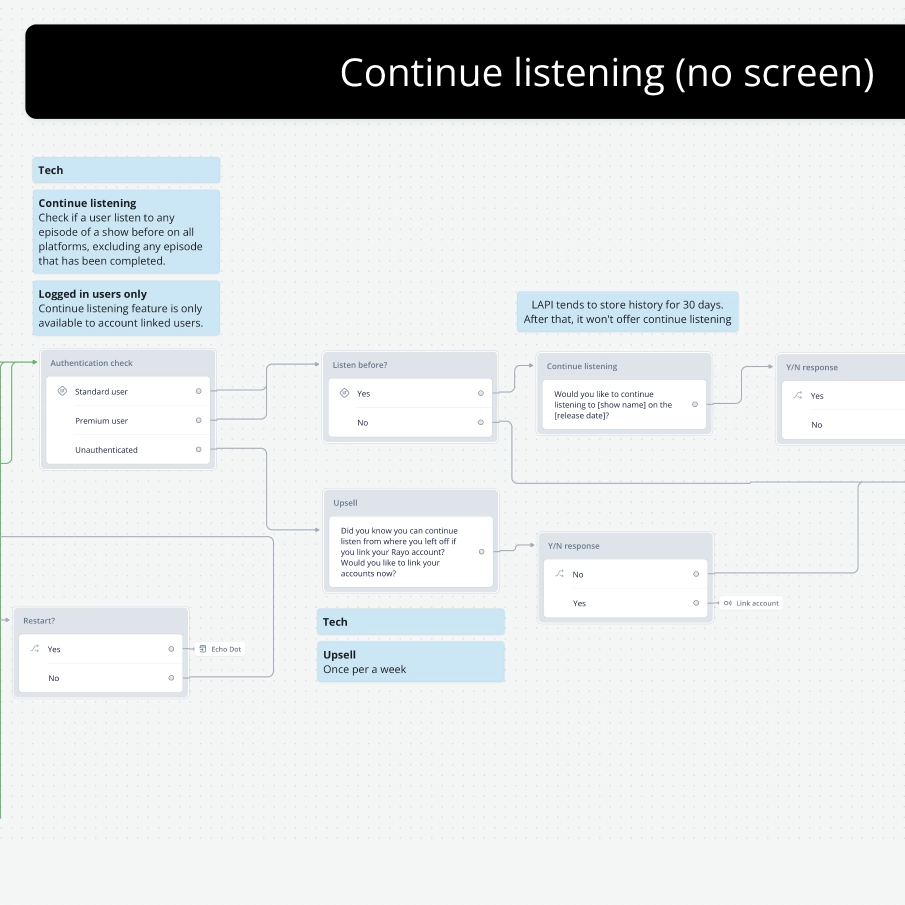 Continue listening (no screen)
Tech
Continue listening
Check if a user listen to any
episode of a show before on all
platforms, excluding any episode
that has been completed.
Logged in users only
Continue listening feature is only
available to account linked users.
LAPI tends to store history for 30 days.
After that, it won't offer continue listening
Authentication check
Standard user
Premium user
Unauthenticated
Listen before?
Yes
No
Continue listening
Would you like to continue
listening to [show name] on the
[release date]?
Y/N response
Yes
No
Upsell
Did you know you can continue
listen from where you left off if
you link your Rayo account?
Would you like to link your
accounts now?
Y/N response
No
Yes
Link account
Tech
Upsell
Once per a week
Restart?
Yes
Echo Dot
No